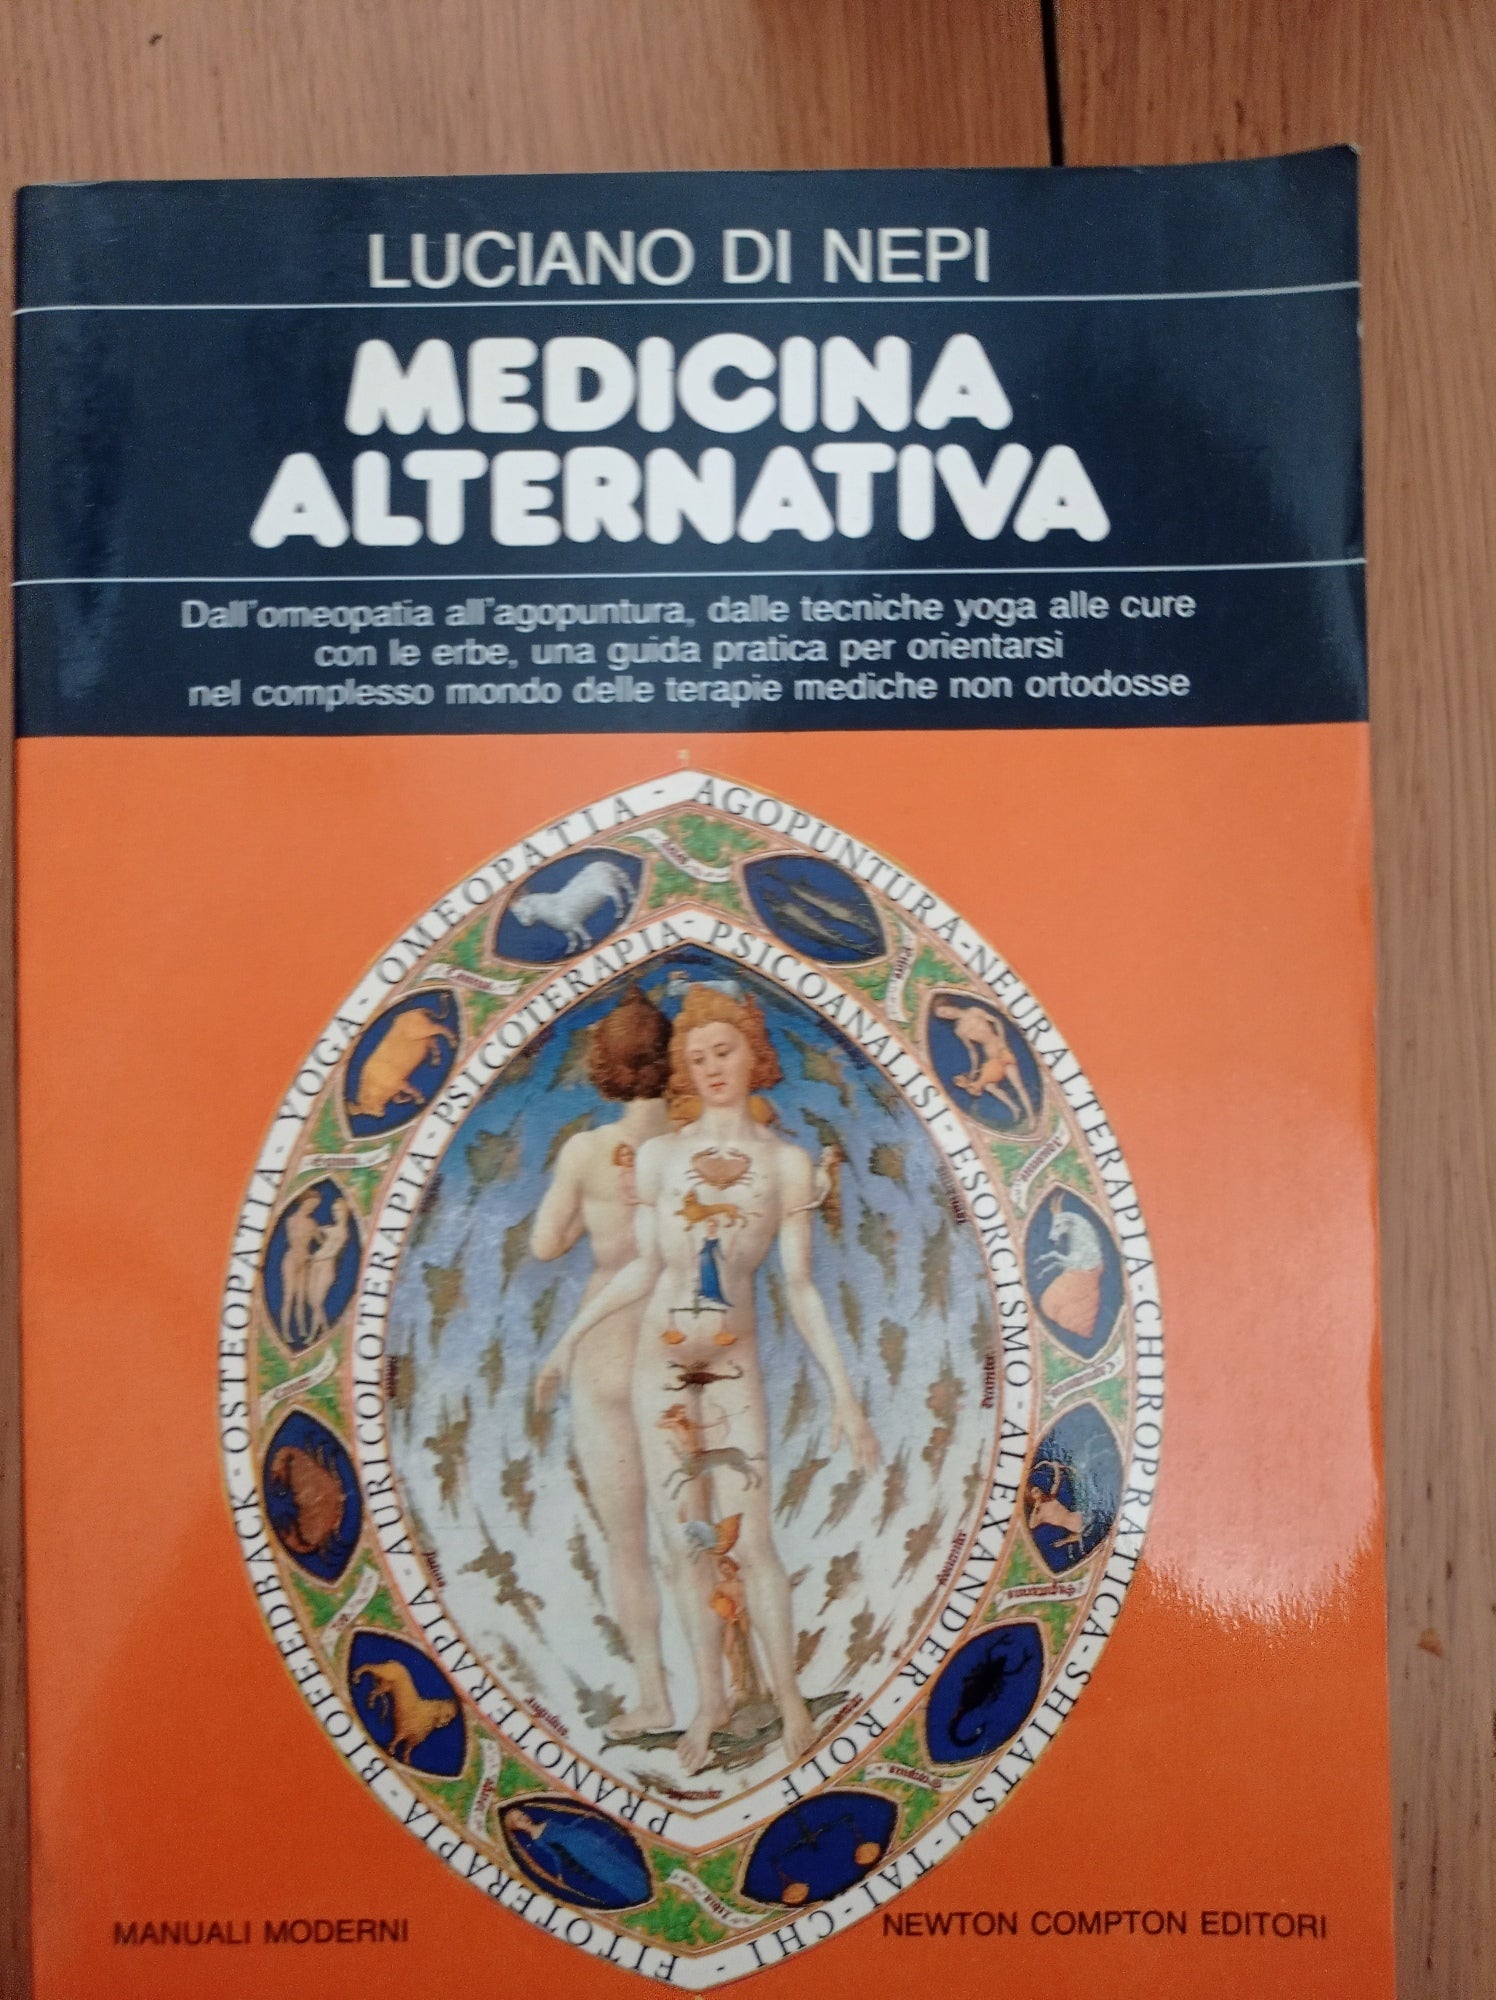 LUCIANO DI NEPI
MEDICINA
ALTERNATIVA
Dall'omeopatia all'agopuntura, dalle tecniche yoga alle cure
con le erbe, una guida pratica per orientarsi
nel complesso mondo delle terapie mediche non ortodosse
AGOPUNTURA - NEURALTERAPIA - CHIROPRATICA - SHIATSU - TAI-CHI - FITOTERAPIA - BIOFEEDBACK - OSTEOPATIA - YOGA - OMEOPATIA -
PSICOANALISI - ESORCISMO - ALEXANDER - ROLF - PRANOTERAPIA - AURICOLOTERAPIA - PSICOTERAPIA -
MANUALI MODERNI
NEWTON COMPTON EDITORI